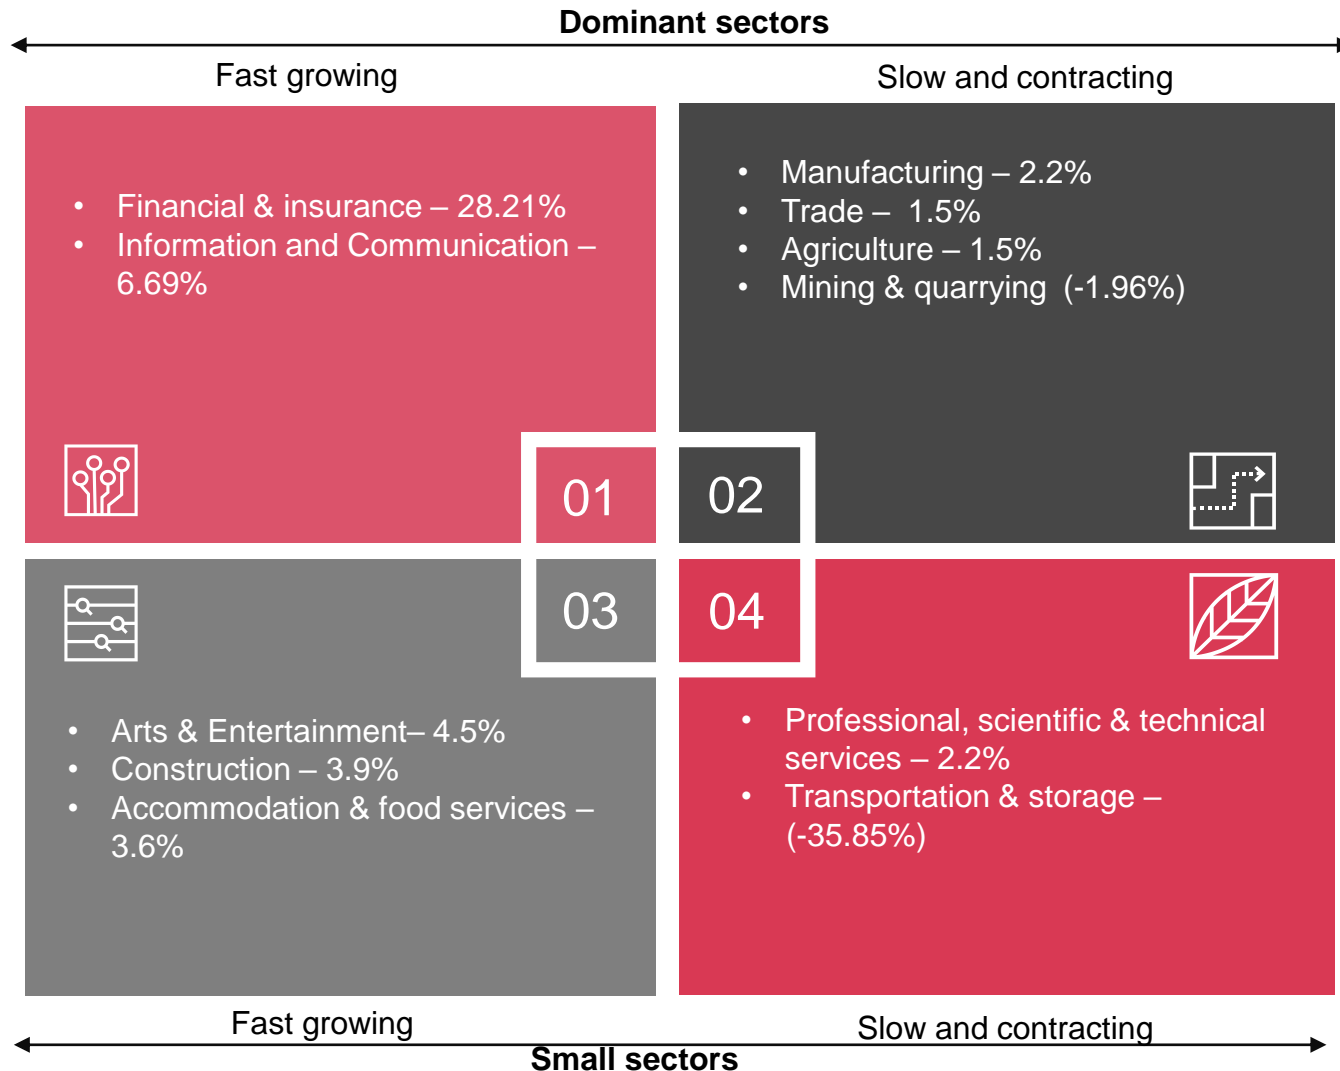 Dominant sectors
Fast growing
Slow and contracting
• Financial & insurance – 28.21%
• Information and Communication –
6.69%
• Manufacturing – 2.2%
• Trade –  1.5%
• Agriculture – 1.5%
• Mining & quarrying  (-1.96%)
01
02
03
04
• Arts & Entertainment– 4.5%
• Construction – 3.9%
• Accommodation & food services –
3.6%
• Professional, scientific & technical
services – 2.2%
• Transportation & storage –
(-35.85%)
Fast growing
Slow and contracting
Small sectors